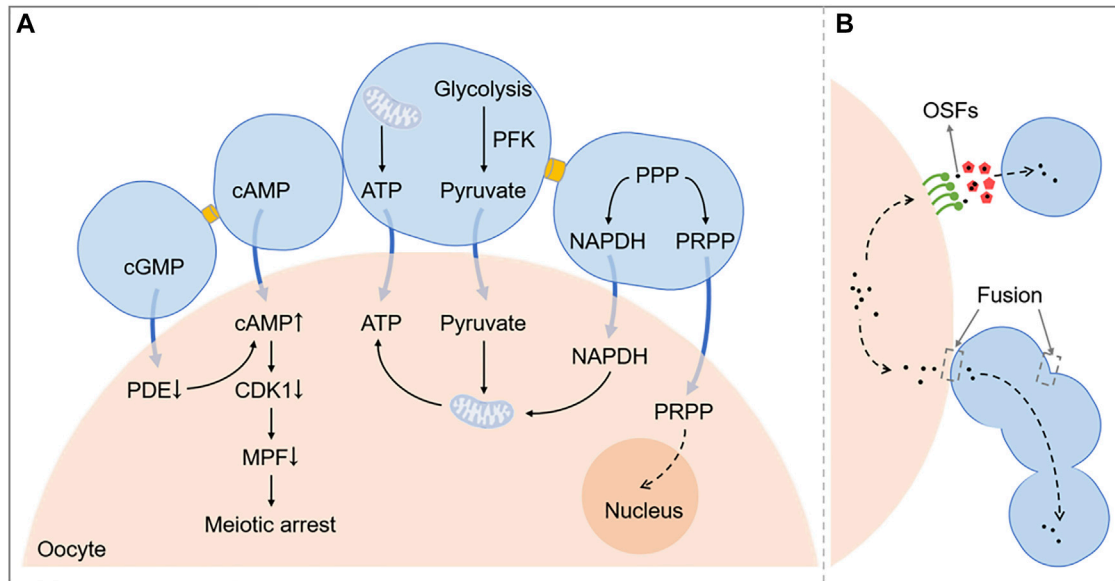 A
Glycolysis
PFK
cAMP
ATP
Pyruvate
PPP
NAPDH
PRPP
cGMP
cAMP↑
ATP
Pyruvate
NAPDH
PDE↓
CDK1↓
PRPP
MPF↓
Nucleus
Meiotic arrest
Oocyte
B
OSFs
Fusion